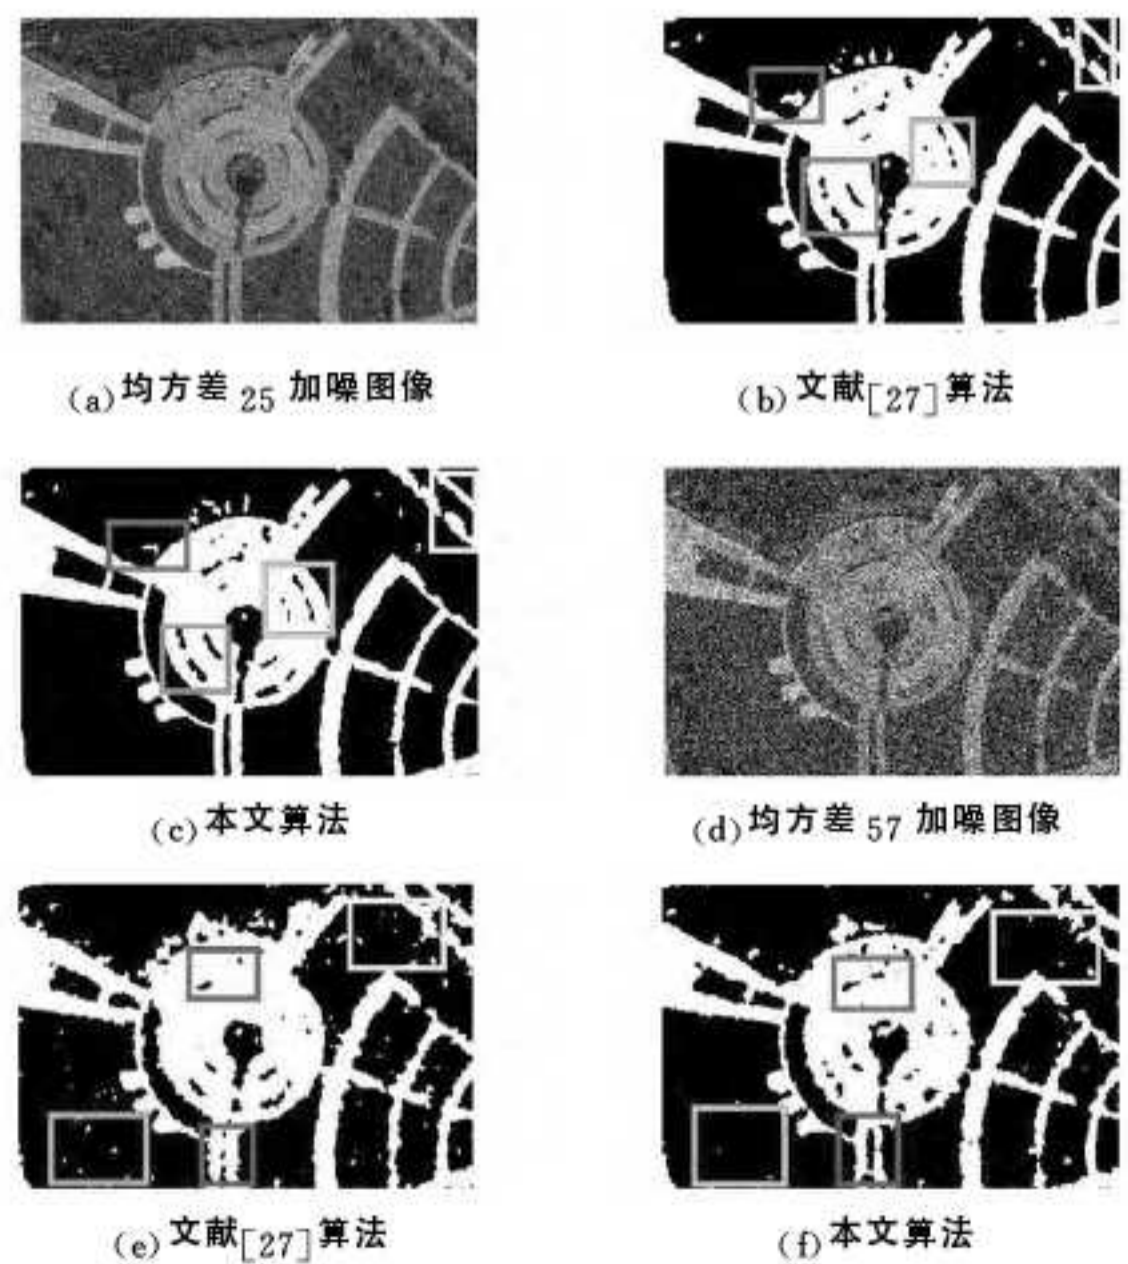 (a)均方差 25 加噪图像
(b)文献[27]算法
(c)本文算法
(d)均方差 57 加噪图像
(e)文献[27]算法
(f)本文算法